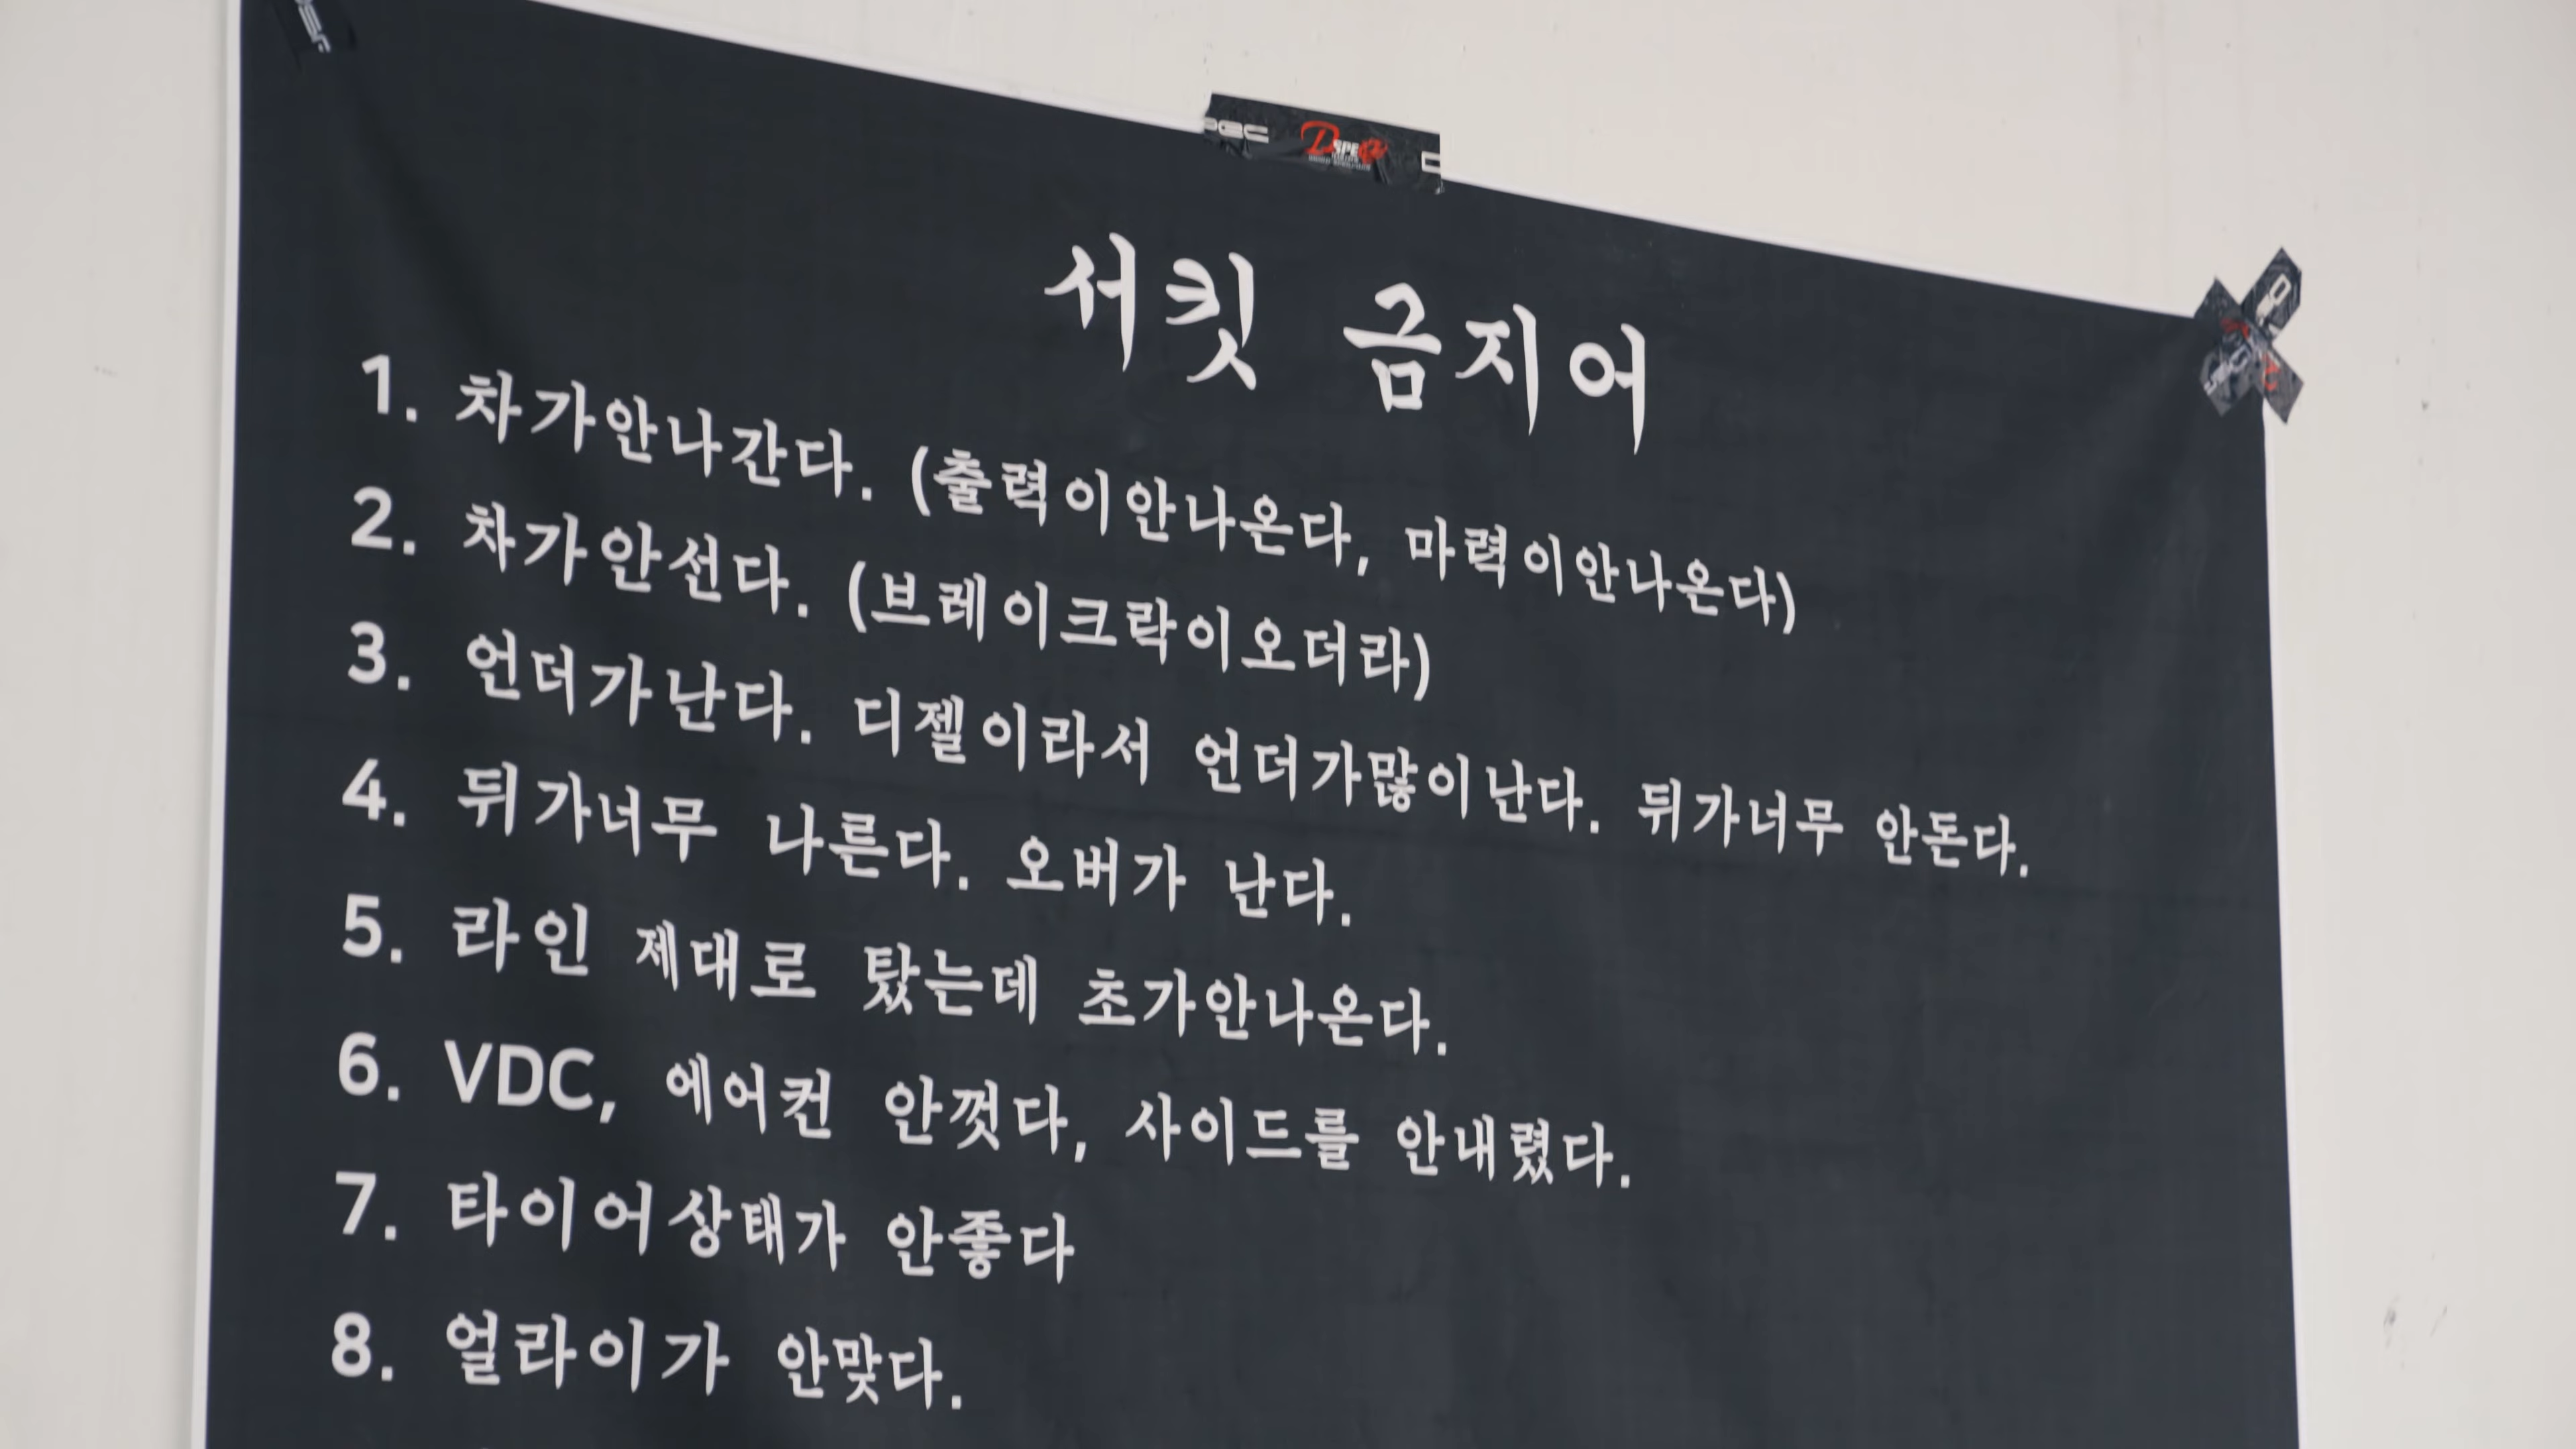 DSPEC
서킷 금지어
1. 차가안나간다. (출력이안나온다, 마력이안나온다)
2. 차가안선다. (브레이크락이오더라)
3. 언더가난다. 디젤이라서 언더가많이난다. 뒤가너무 안돈다.
4. 뒤가너무 나른다. 오버가 난다.
5. 라인 제대로 탔는데 초가안나온다.
6. VDC, 에어컨 안껏다, 사이드를 안내렸다.
7. 타이어상태가 안좋다
8. 얼라이가 안맞다.